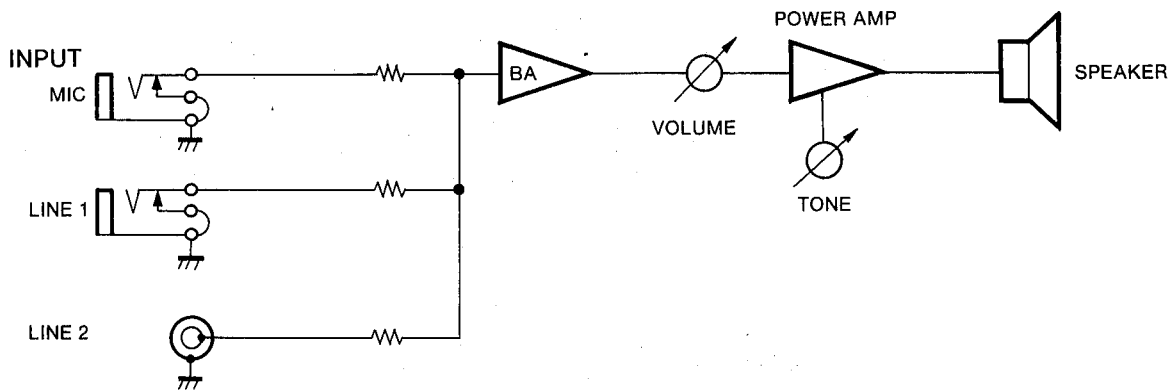 INPUT
MIC
LINE 1
LINE 2
BA
VOLUME
POWER AMP
TONE
SPEAKER